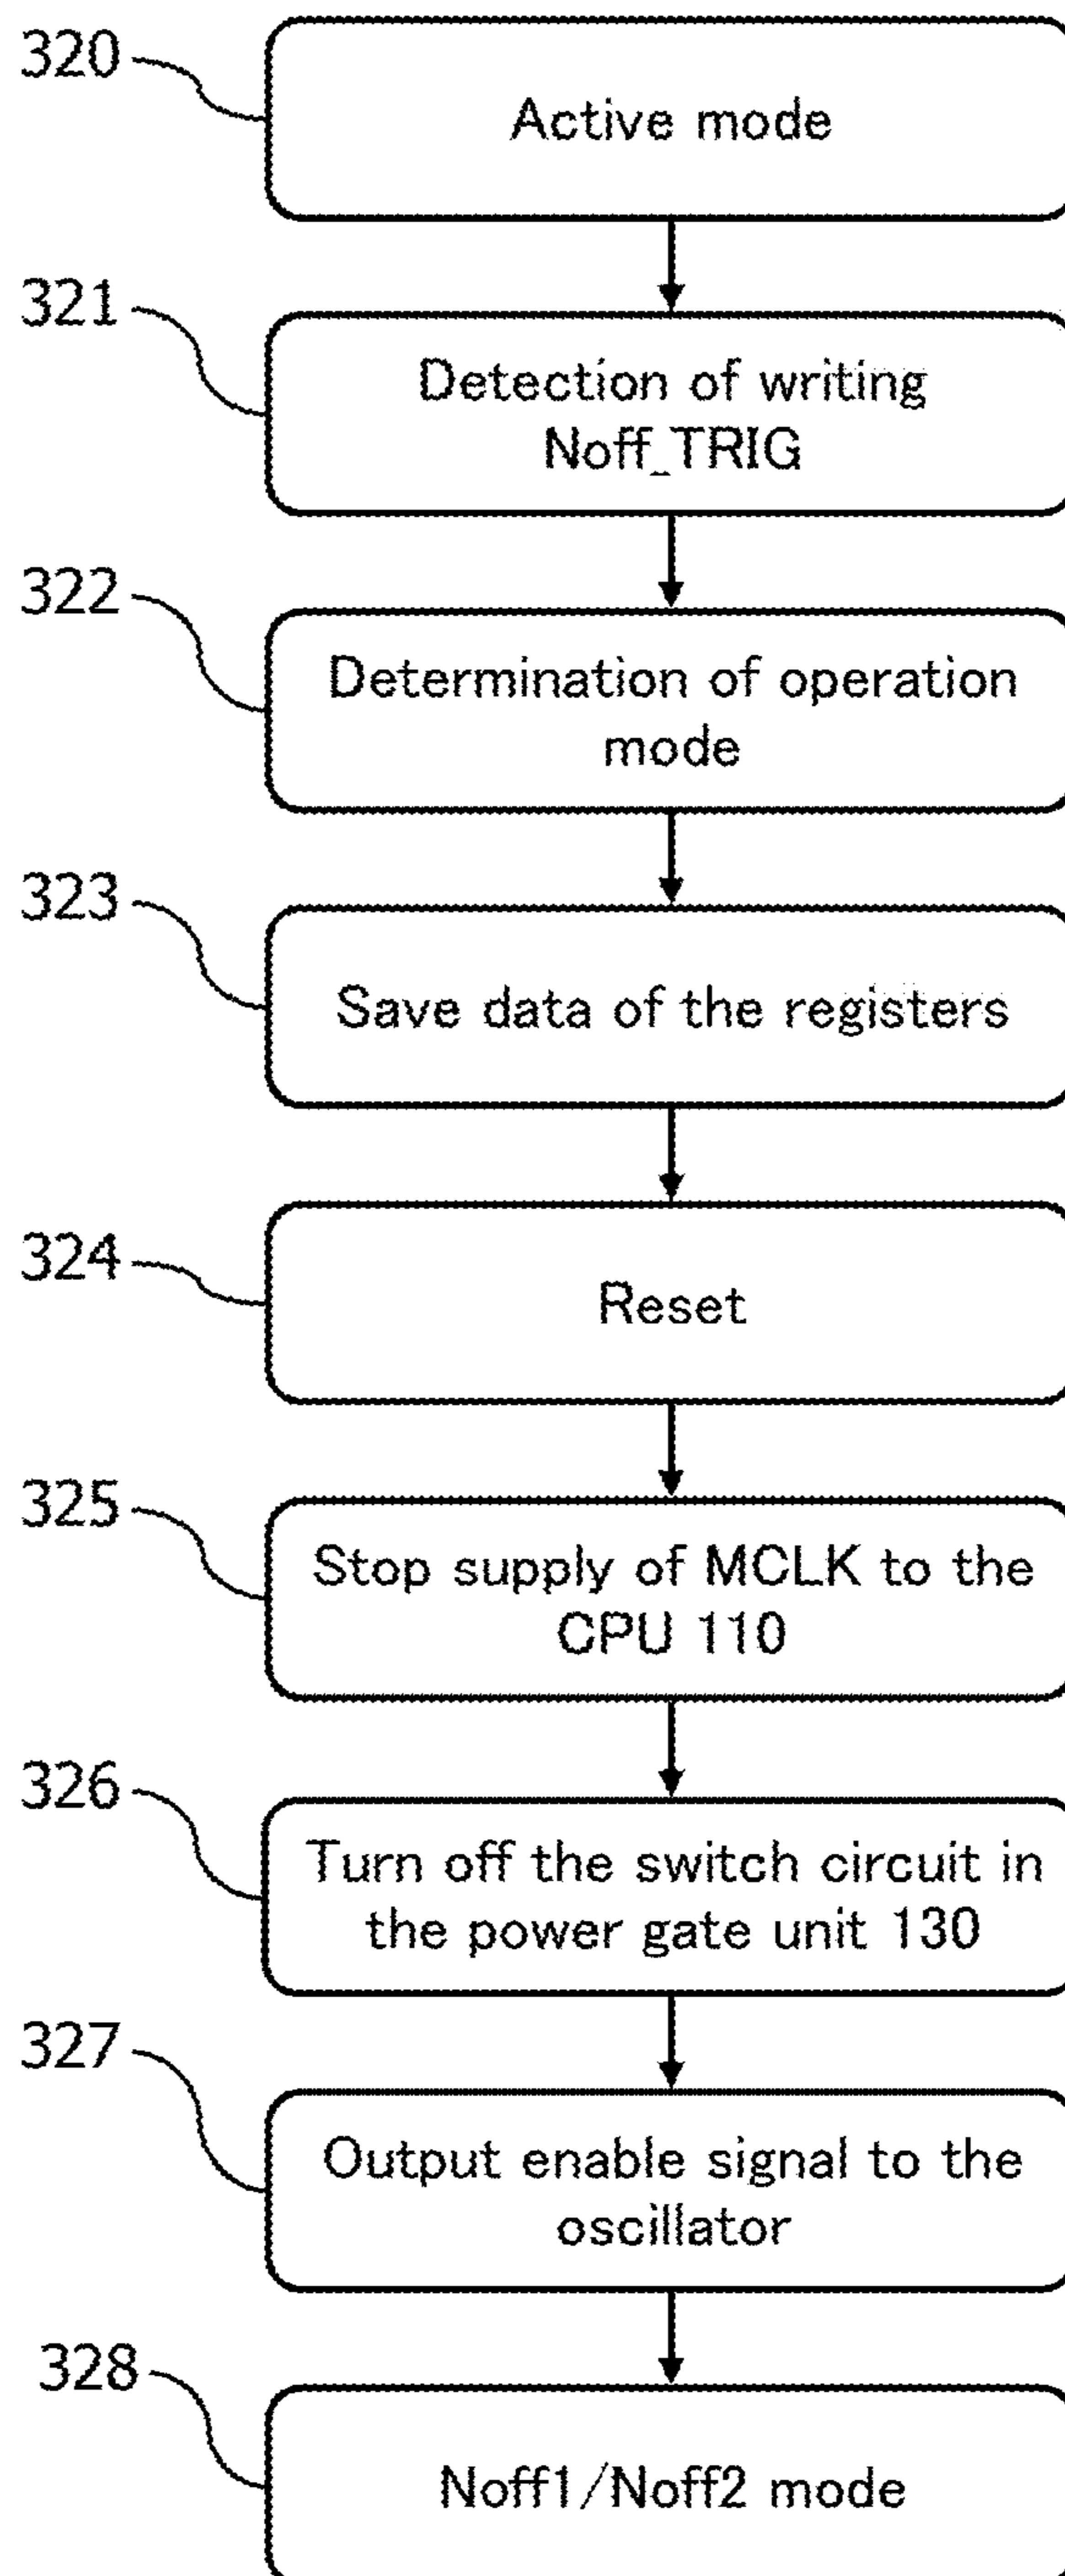 320
Active mode
321
Detection of writing
Noff_TRIG
322
Determination of operation
mode
323
Save data of the registers
324
Reset
325
Stop supply of MCLK to the
CPU 110
326
Turn off the switch circuit in
the power gate unit 130
327
Output enable signal to the
oscillator
328
Noff1/Noff2 mode